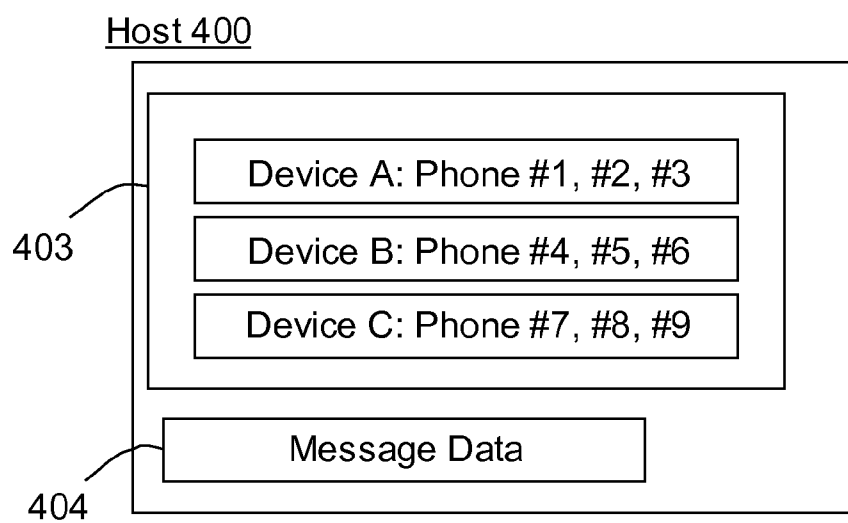 Host 400
Device A: Phone #1, #2, #3
403
Device B: Phone #4, #5, #6
Device C: Phone #7, #8, #9
Message Data
404